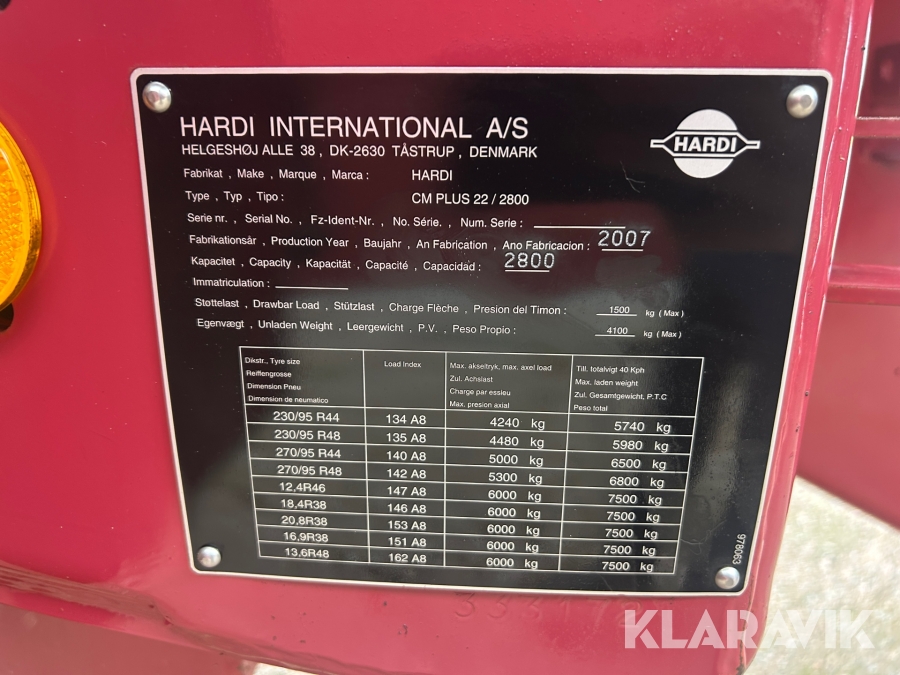 HARDI INTERNATIONAL A/S
HELGESHØJ ALLE 38 , DK-2630 TÅSTRUP , DENMARK
HARDI
Fabrikat , Make , Marque , Marca : HARDI
Type , Typ , Tipo : CM PLUS 22 / 2800
Serie nr. , Serial No. , Fz-Ident-Nr. , No. Série. , Num. Serie :
Fabrikationsår , Production Year , Baujahr , An Fabrication , Ano Fabricacion : 2007
Kapacitet , Capacity , Kapacität , Capacité , Capacidad : 2800
Immatriculation :
Støttelast , Drawbar Load , Stützlast , Charge Flèche , Presion del Timon : 1500 kg ( Max )
Egenvægt , Unladen Weight , Leergewicht , P.V. , Peso Propio : 4100 kg ( Max )
Dikstr., Tyre size
Reiffengrosse
Dimension Pneu
Dimension de neumatico
Load Index
Max. akseltryk, max. axel load
Zul. Achslast
Charge par essieu
Max. presion axial
Till. totalvigt 40 Kph
Max. laden weight
Zul. Gesamtgewicht, P.T.C
Peso total
230/95 R44 134 A8 4240 kg 5740 kg
230/95 R48 135 A8 4480 kg 5980 kg
270/95 R44 140 A8 5000 kg 6500 kg
270/95 R48 142 A8 5300 kg 6800 kg
12,4R46 147 A8 6000 kg 7500 kg
18,4R38 146 A8 6000 kg 7500 kg
20,8R38 153 A8 6000 kg 7500 kg
16,9R38 151 A8 6000 kg 7500 kg
13,6R48 162 A8 6000 kg 7500 kg
978063
KLARAVIK